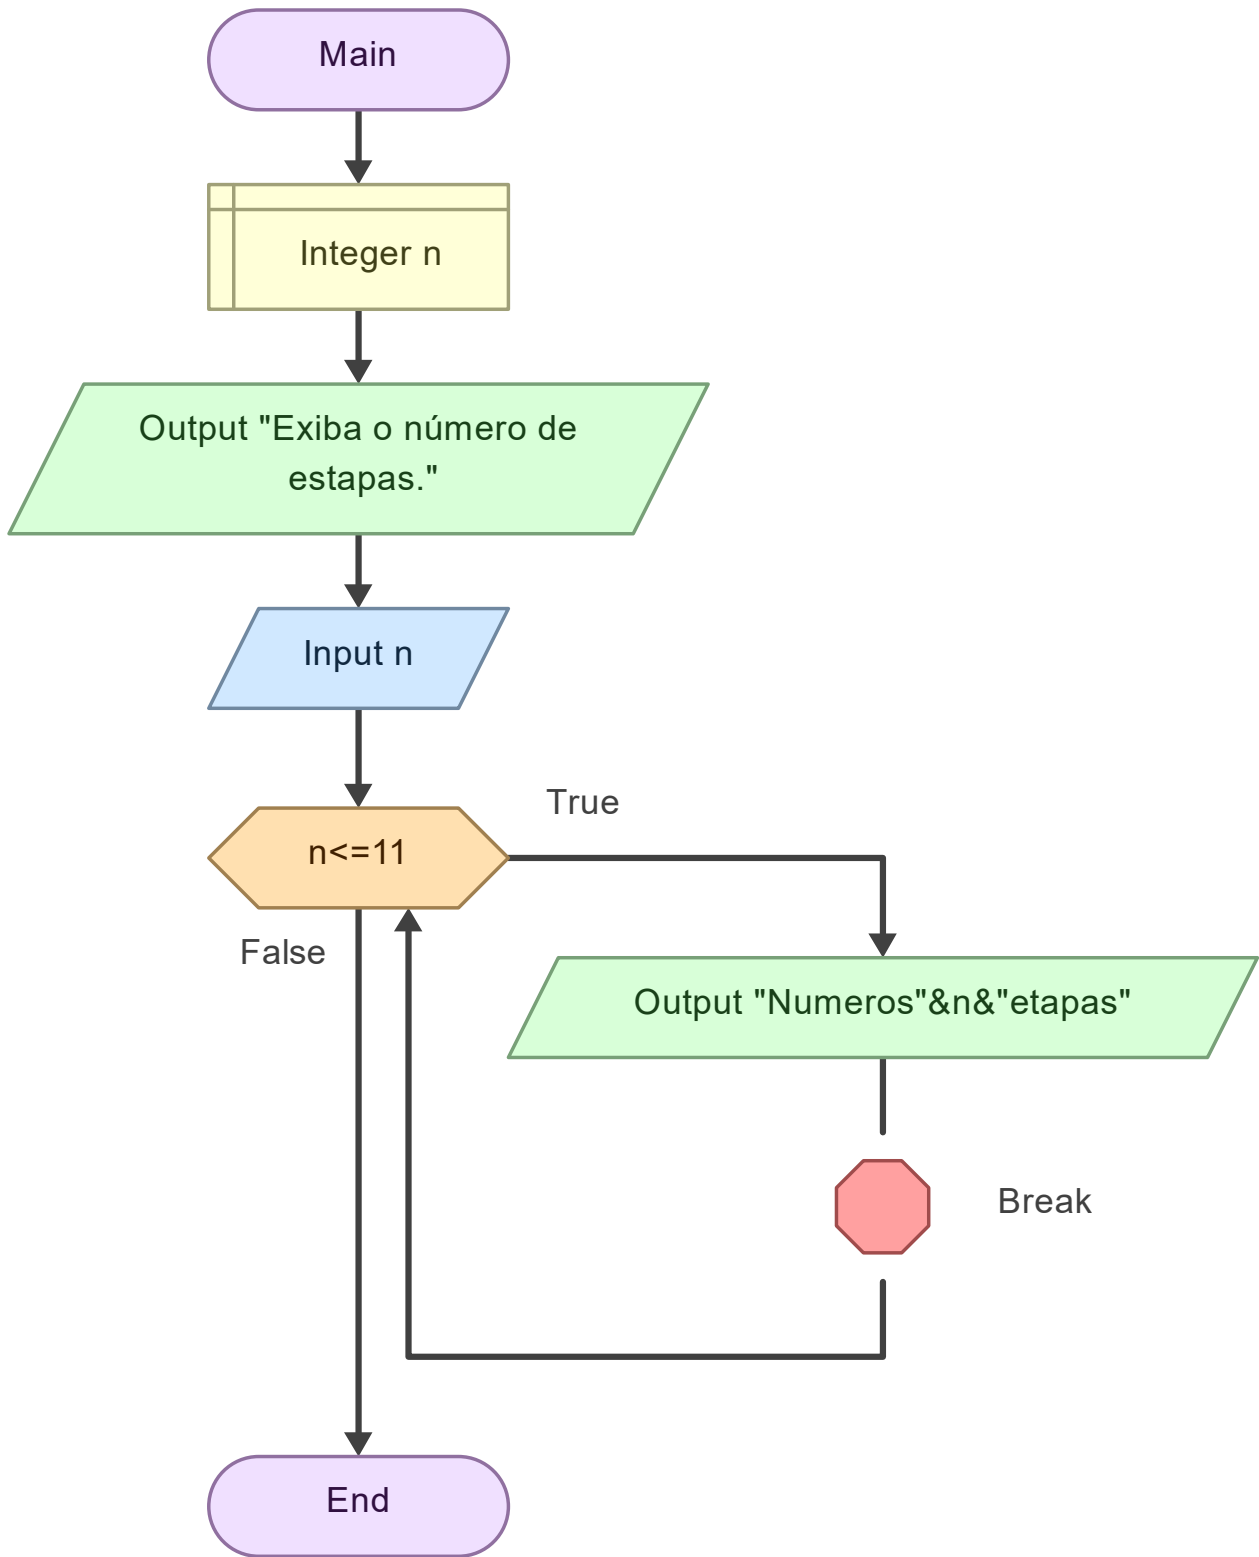 Main
Integer n
Output "Exiba o número de
estapas."
Input n
True
n<=11
False
Output "Numeros"&n&"etapas"
Break
End